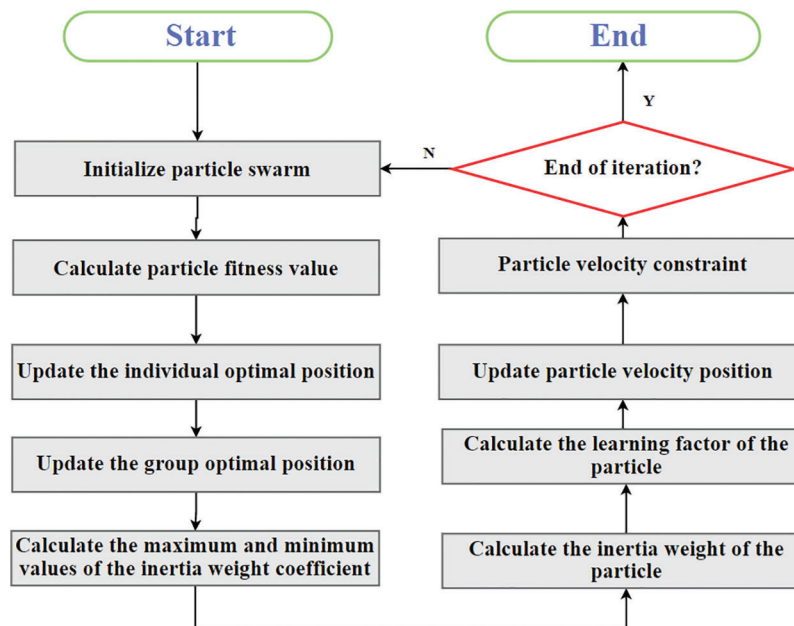 Start
Initialize particle swarm
Calculate particle fitness value
Update the individual optimal position
Update the group optimal position
Calculate the maximum and minimum
values of the inertia weight coefficient
Calculate the inertia weight of the
particle
Calculate the learning factor of the
particle
Update particle velocity position
Particle velocity constraint
End of iteration?
N
Y
End